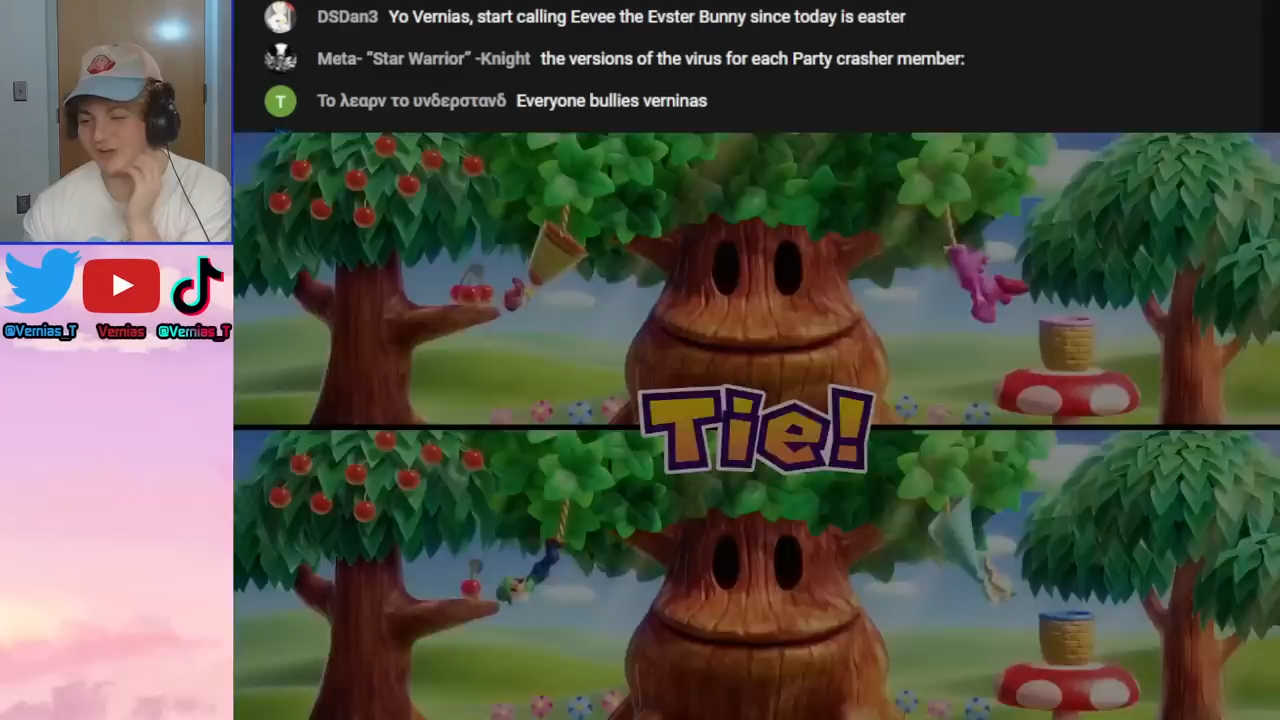 DSDan3 Yo Vernias, start calling Eevee the Evster Bunny since today is easter
Meta- "Star Warrior" -Knight the versions of the virus for each Party crasher member:
T Το λεαρν το υνδερστανδ Everyone bullies verninas
@Vernias_T Vernias @Vernias_T
Tie!